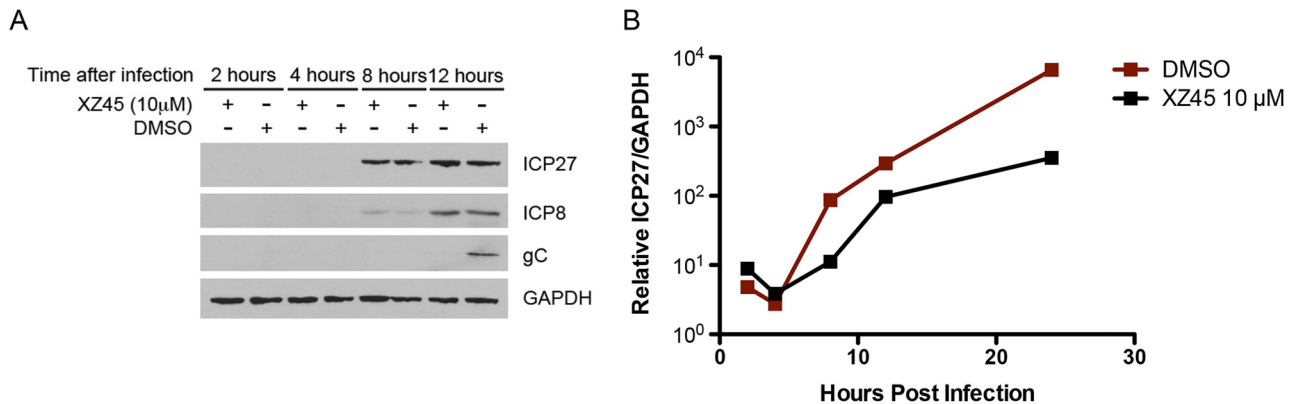 A
Time after infection 2 hours 4 hours 8 hours 12 hours
XZ45 (10μM) + - + - + - + -
DMSO - + - + - + - +
ICP27
ICP8
gC
GAPDH
B
Relative ICP27/GAPDH
10⁴
10³
10²
10¹
10⁰
0 10 20 30
Hours Post Infection
DMSO
XZ45 10 μM